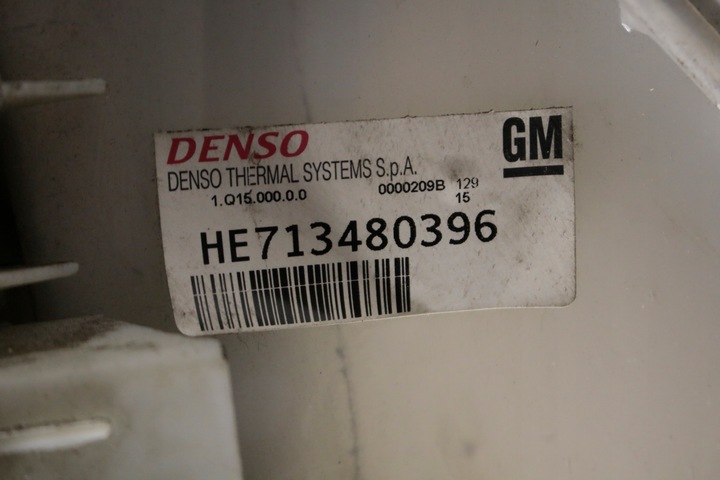 DENSO
GM
DENSO THERMAL SYSTEMS S.p.A.
1.Q15.000.0.0 0000209B 129
15
HE713480396